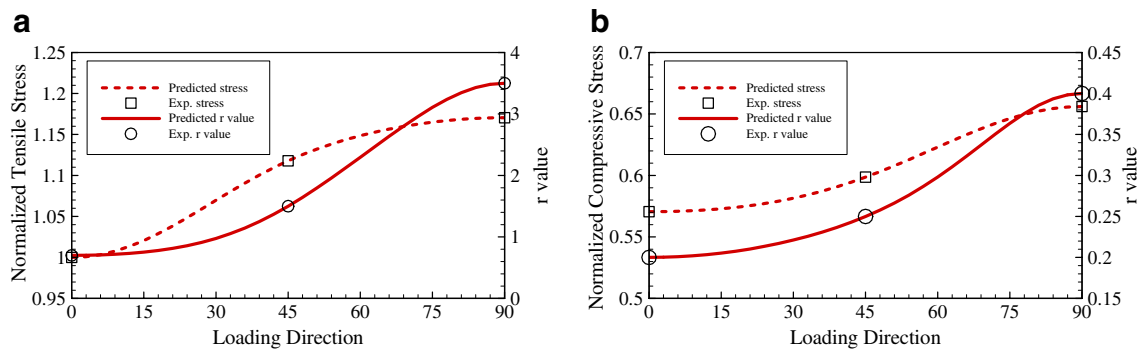 a
Normalized Tensile Stress
1.25
1.2
1.15
1.1
1.05
1
0.95
Predicted stress
Exp. stress
Predicted r value
Exp. r value
0 15 30 45 60 75 90
Loading Direction
4
3
2
1
0
r value
b
Normalized Compressive Stress
0.7
0.65
0.6
0.55
0.5
Predicted stress
Exp. stress
Predicted r value
Exp. r value
0 15 30 45 60 75 90
Loading Direction
0.45
0.4
0.35
0.3
0.25
0.2
0.15
r value